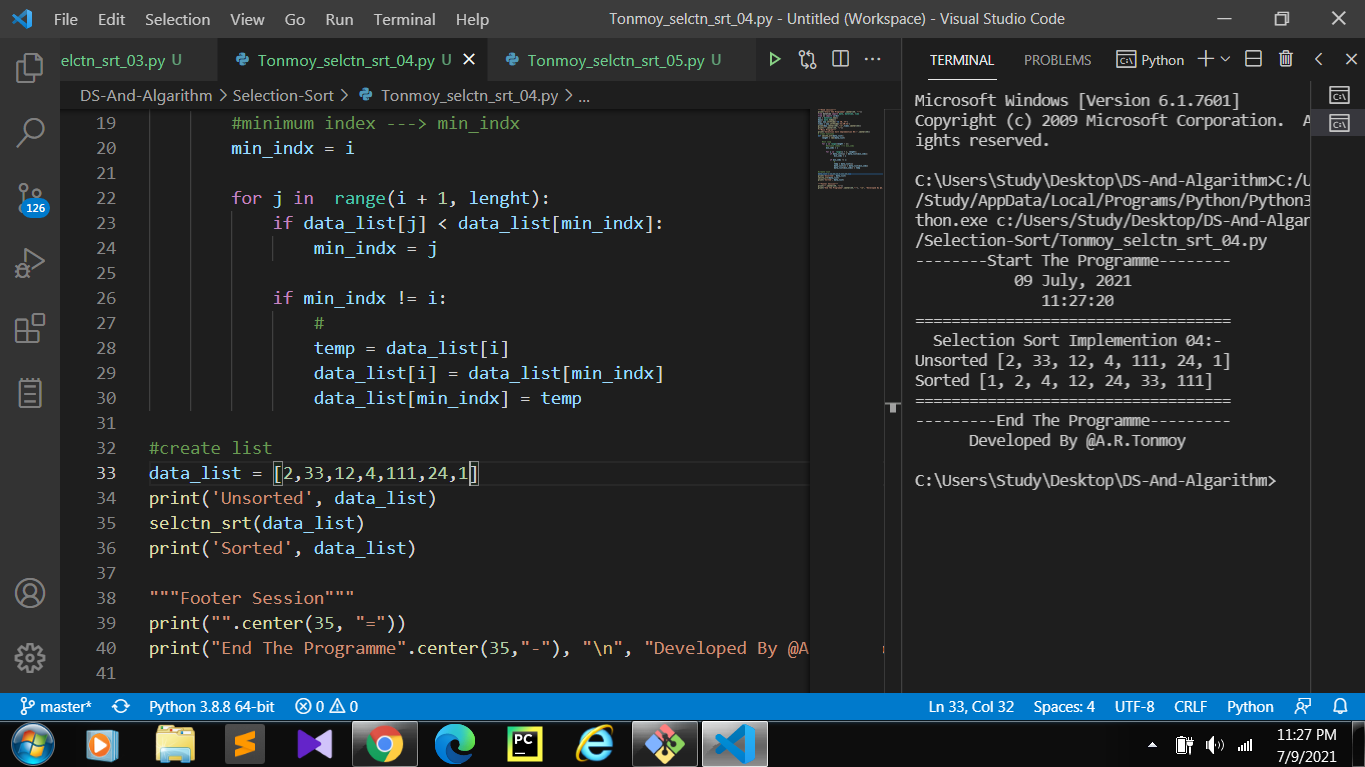 File Edit Selection View Go Run Terminal Help Tonmoy_selctn_srt_04.py - Untitled (Workspace) - Visual Studio Code
elctn_srt_03.py U Tonmoy_selctn_srt_04.py U Tonmoy_selctn_srt_05.py U
DS-And-Algarithm > Selection-Sort > Tonmoy_selctn_srt_04.py > ...
19 #minimum index ---> min_indx
20 min_indx = i
21
22 for j in  range(i + 1, lenght):
23 if data_list[j] < data_list[min_indx]:
24 min_indx = j
25
26 if min_indx != i:
27 #
28 temp = data_list[i]
29 data_list[i] = data_list[min_indx]
30 data_list[min_indx] = temp
31
32 #create list
33 data_list = [2,33,12,4,111,24,1]
34 print('Unsorted', data_list)
35 selctn_srt(data_list)
36 print('Sorted', data_list)
37
38 """Footer Session"""
39 print("".center(35, "="))
40 print("End The Programme".center(35,"-"), "\n", "Developed By @A
41
TERMINAL PROBLEMS Python
Microsoft Windows [Version 6.1.7601]
Copyright (c) 2009 Microsoft Corporation.  A
ights reserved.
C:\Users\Study\Desktop\DS-And-Algarithm>C:/U
/Study/AppData/Local/Programs/Python/Python3
thon.exe c:/Users/Study/Desktop/DS-And-Algar
/Selection-Sort/Tonmoy_selctn_srt_04.py
--------Start The Programme--------
09 July, 2021
11:27:20
===================================
Selection Sort Implemention 04:-
Unsorted [2, 33, 12, 4, 111, 24, 1]
Sorted [1, 2, 4, 12, 24, 33, 111]
===================================
---------End The Programme---------
Developed By @A.R.Tonmoy
C:\Users\Study\Desktop\DS-And-Algarithm>
126
master* Python 3.8.8 64-bit 0 0 Ln 33, Col 32 Spaces: 4 UTF-8 CRLF Python
PC
11:27 PM
7/9/2021